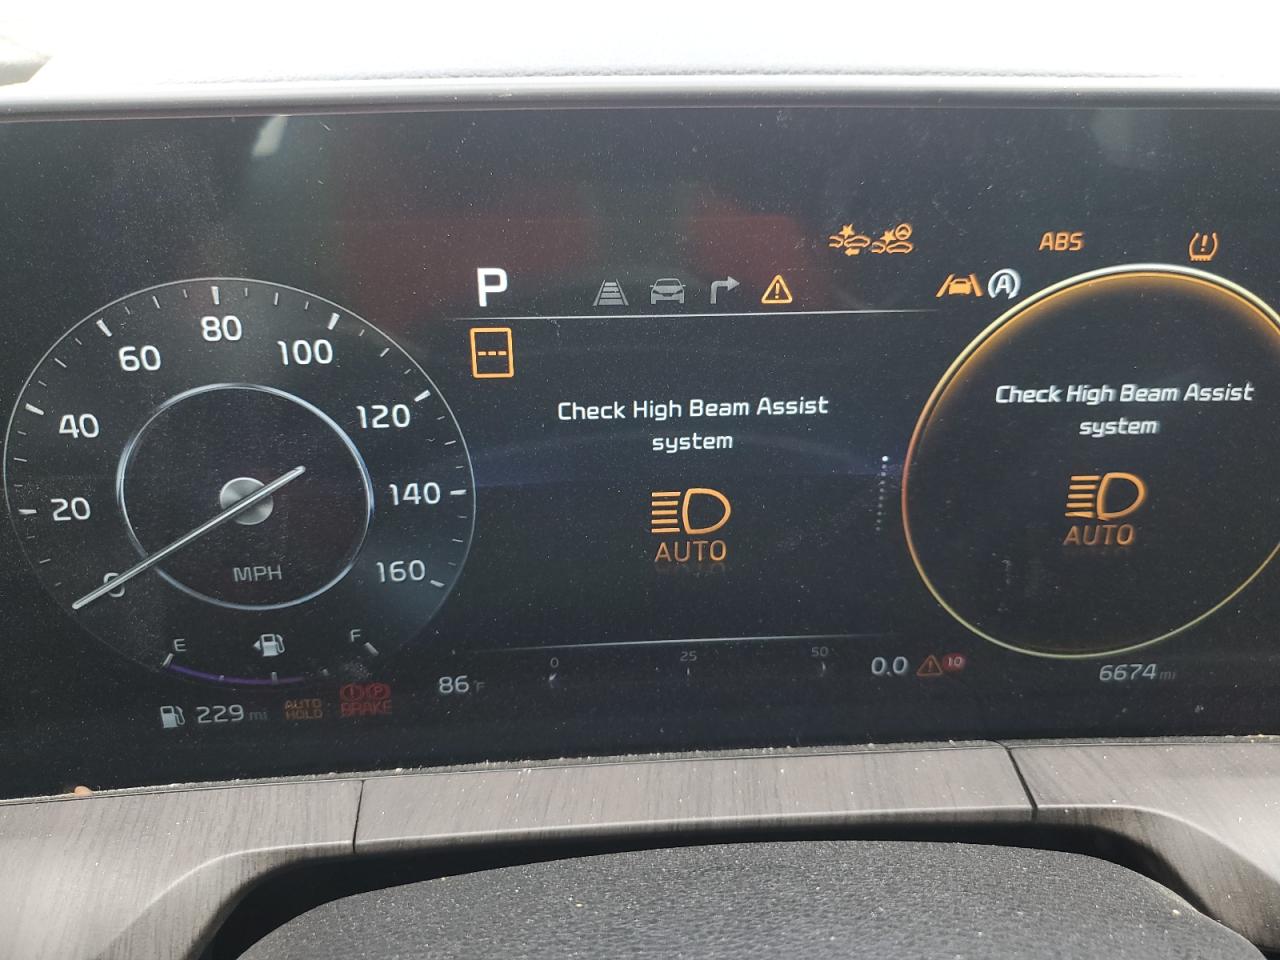 80
60
100
40
120
20
140
0
160
MPH
E
F
229 mi
AUTO
HOLD
BRAKE
P
---
Check High Beam Assist
system
AUTO
86°F
0
25
50
0.0
10
A
ABS
Check High Beam Assist
system
AUTO
6674 mi